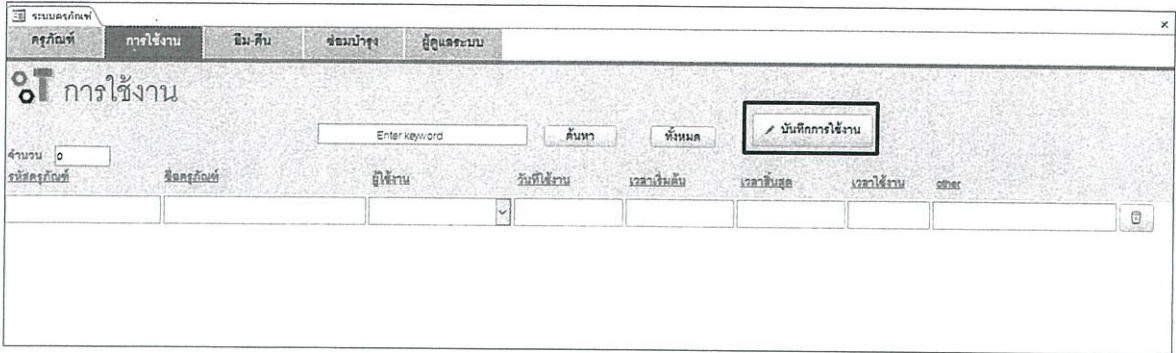 ระบบครุภัณฑ์
ครุภัณฑ์ การใช้งาน ยืม-คืน ซ่อมบำรุง ผู้ดูแลระบบ
การใช้งาน
Enter keyword ค้นหา ทั้งหมด บันทึกการใช้งาน
จำนวน 0
รหัสครุภัณฑ์ ชื่อครุภัณฑ์ ผู้ใช้งาน วันที่ใช้งาน เวลาเริ่มต้น เวลาสิ้นสุด เวลาใช้งาน other